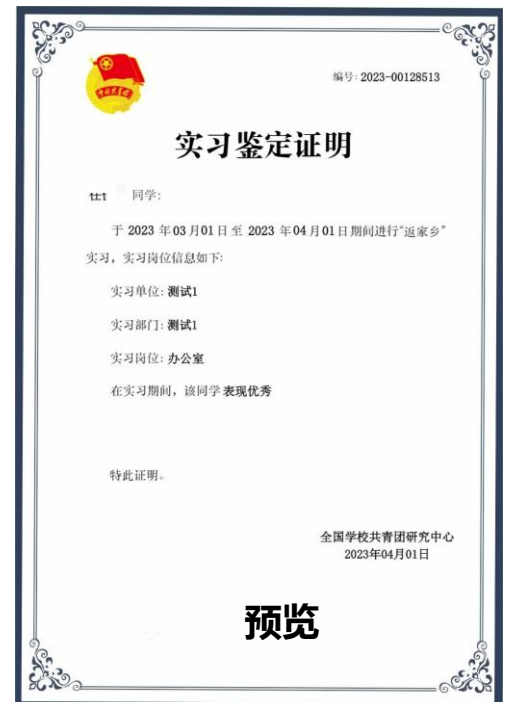 编号：2023-00128513
实习鉴定证明
同学：
于 2023 年 03 月 01 日 至 2023 年 04 月 01 日 期间进行“返家乡”
实习，实习岗位信息如下：
实习单位：测试1
实习部门：测试1
实习岗位：办公室
在实习期间，该同学 表现优秀
特此证明。
全国学校共青团研究中心
2023年04月01日
预览